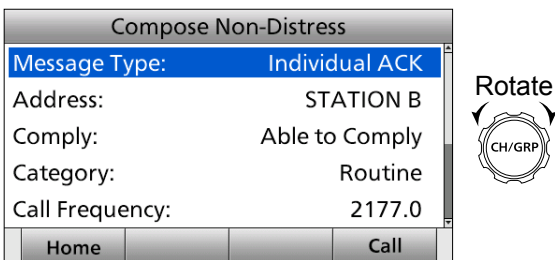 Compose Non-Distress
Message Type: Individual ACK
Address: STATION B
Comply: Able to Comply
Category: Routine
Call Frequency: 2177.0
Home Call
Rotate
CH/GRP